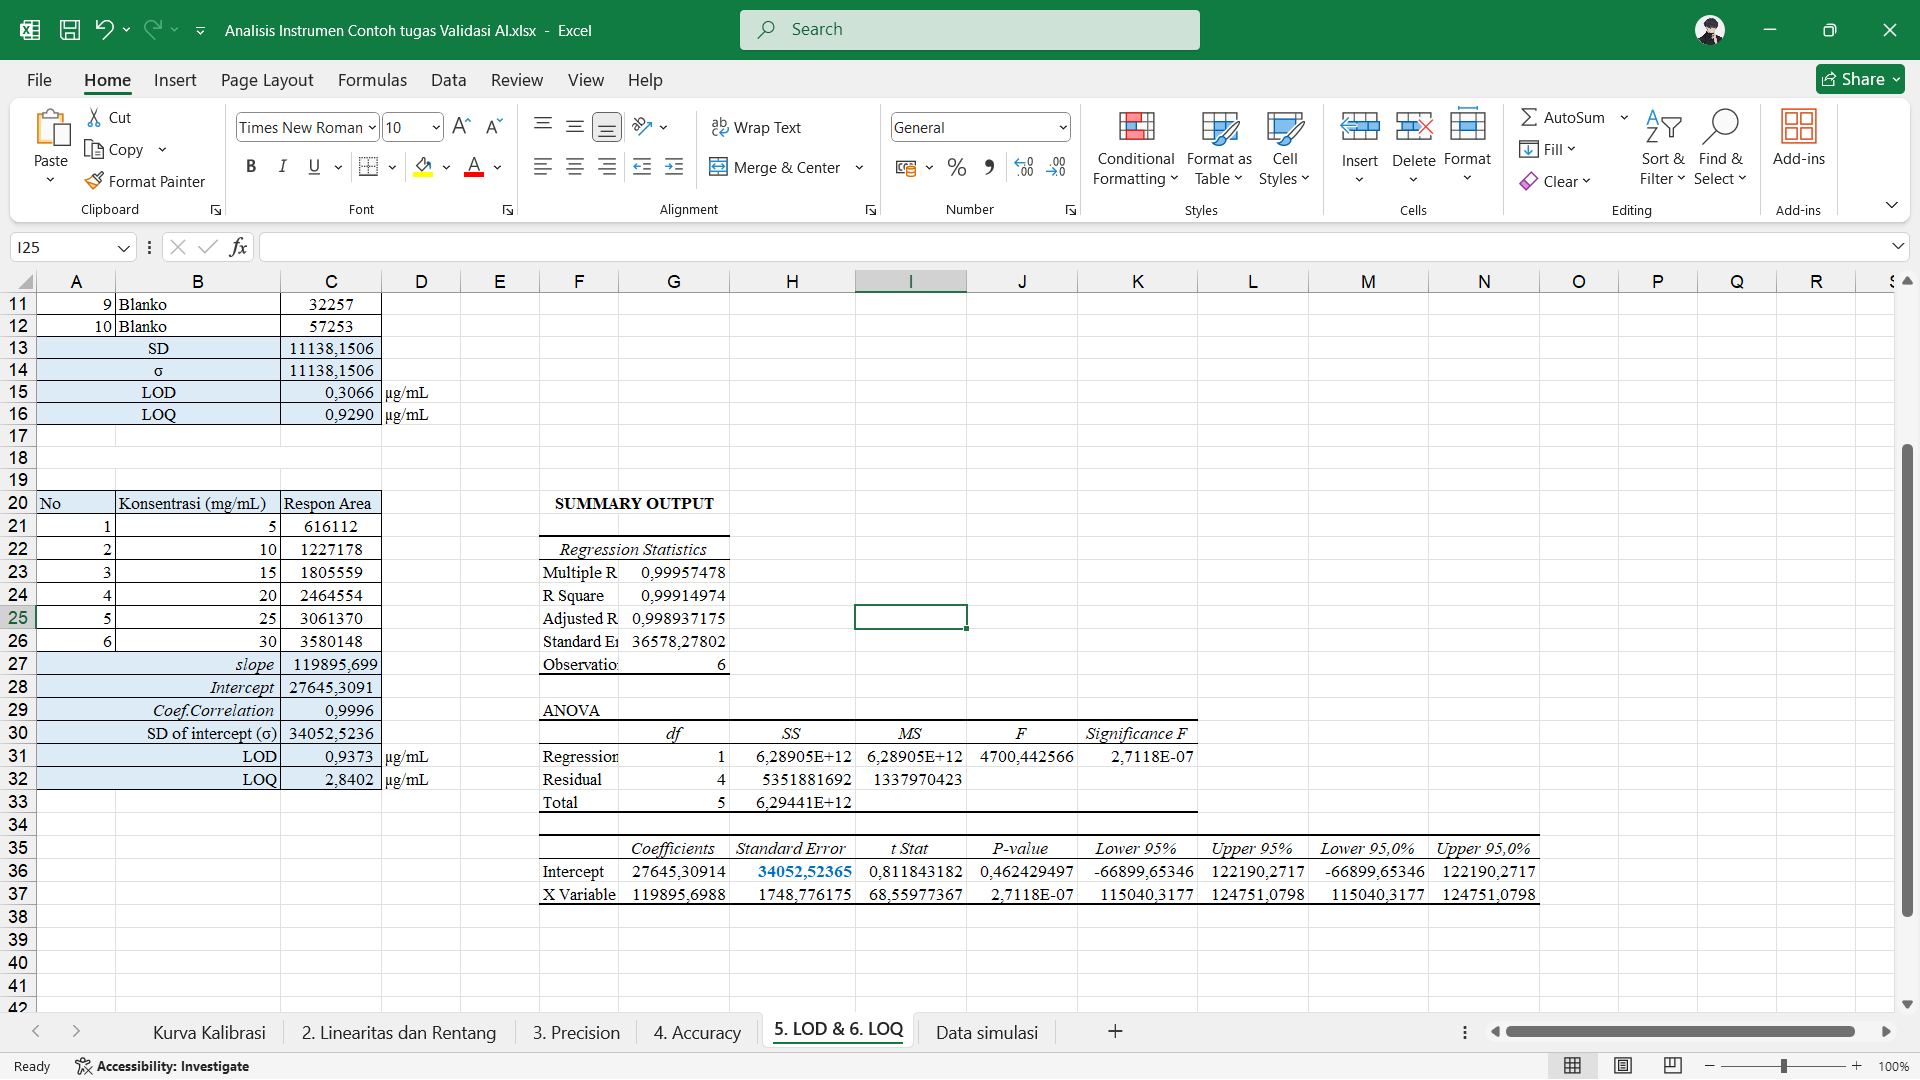 Analisis Instrumen Contoh tugas Validasi AI.xlsx - Excel
Search
File Home Insert Page Layout Formulas Data Review View Help
Share
Paste
Cut
Copy
Format Painter
Clipboard
Times New Roman 10
B I U
Font
Wrap Text
Merge & Center
Alignment
General
Number
Conditional Formatting
Format as Table
Cell Styles
Styles
Insert Delete Format
Cells
AutoSum
Fill
Clear
Sort & Filter
Find & Select
Editing
Add-ins
Add-ins
I25 fx
A B C D E F G H I J K L M N O P Q R
11 9 Blanko 32257
12 10 Blanko 57253
13 SD 11138,1506
14 σ 11138,1506
15 LOD 0,3066 µg/mL
16 LOQ 0,9290 µg/mL
17
18
19
20 No Konsentrasi (mg/mL) Respon Area SUMMARY OUTPUT
21 1 5 616112
22 2 10 1227178 Regression Statistics
23 3 15 1805559 Multiple R 0,99957478
24 4 20 2464554 R Square 0,99914974
25 5 25 3061370 Adjusted R 0,998937175
26 6 30 3580148 Standard Er 36578,27802
27 slope 119895,699 Observatio 6
28 Intercept 27645,3091
29 Coef.Correlation 0,9996 ANOVA
30 SD of intercept (σ) 34052,5236 df SS MS F Significance F
31 LOD 0,9373 µg/mL Regression 1 6,28905E+12 6,28905E+12 4700,442566 2,7118E-07
32 LOQ 2,8402 µg/mL Residual 4 5351881692 1337970423
33 Total 5 6,29441E+12
34
35 Coefficients Standard Error t Stat P-value Lower 95% Upper 95% Lower 95,0% Upper 95,0%
36 Intercept 27645,30914 34052,52365 0,811843182 0,462429497 -66899,65346 122190,2717 -66899,65346 122190,2717
37 X Variable 119895,6988 1748,776175 68,55977367 2,7118E-07 115040,3177 124751,0798 115040,3177 124751,0798
38
39
40
41
42
Kurva Kalibrasi 2. Linearitas dan Rentang 3. Precision 4. Accuracy 5. LOD & 6. LOQ Data simulasi
Ready Accessibility: Investigate 100%